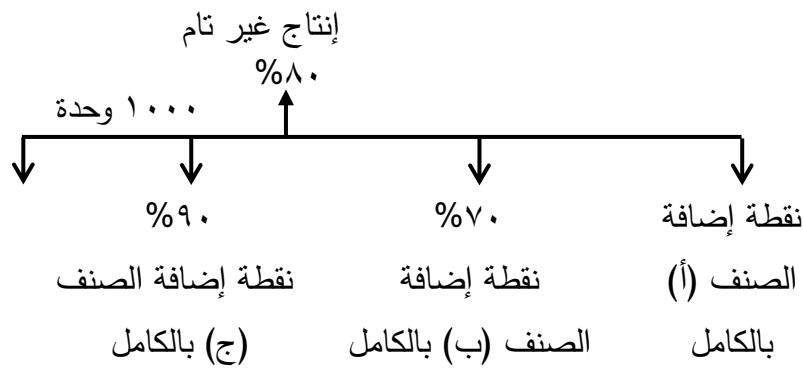 إنتاج غير تام
%٨٠
١٠٠٠ وحدة
نقطة إضافة
الصنف (أ)
بالكامل
%٧٠
نقطة إضافة
الصنف (ب) بالكامل
%٩٠
نقطة إضافة الصنف
(ج) بالكامل